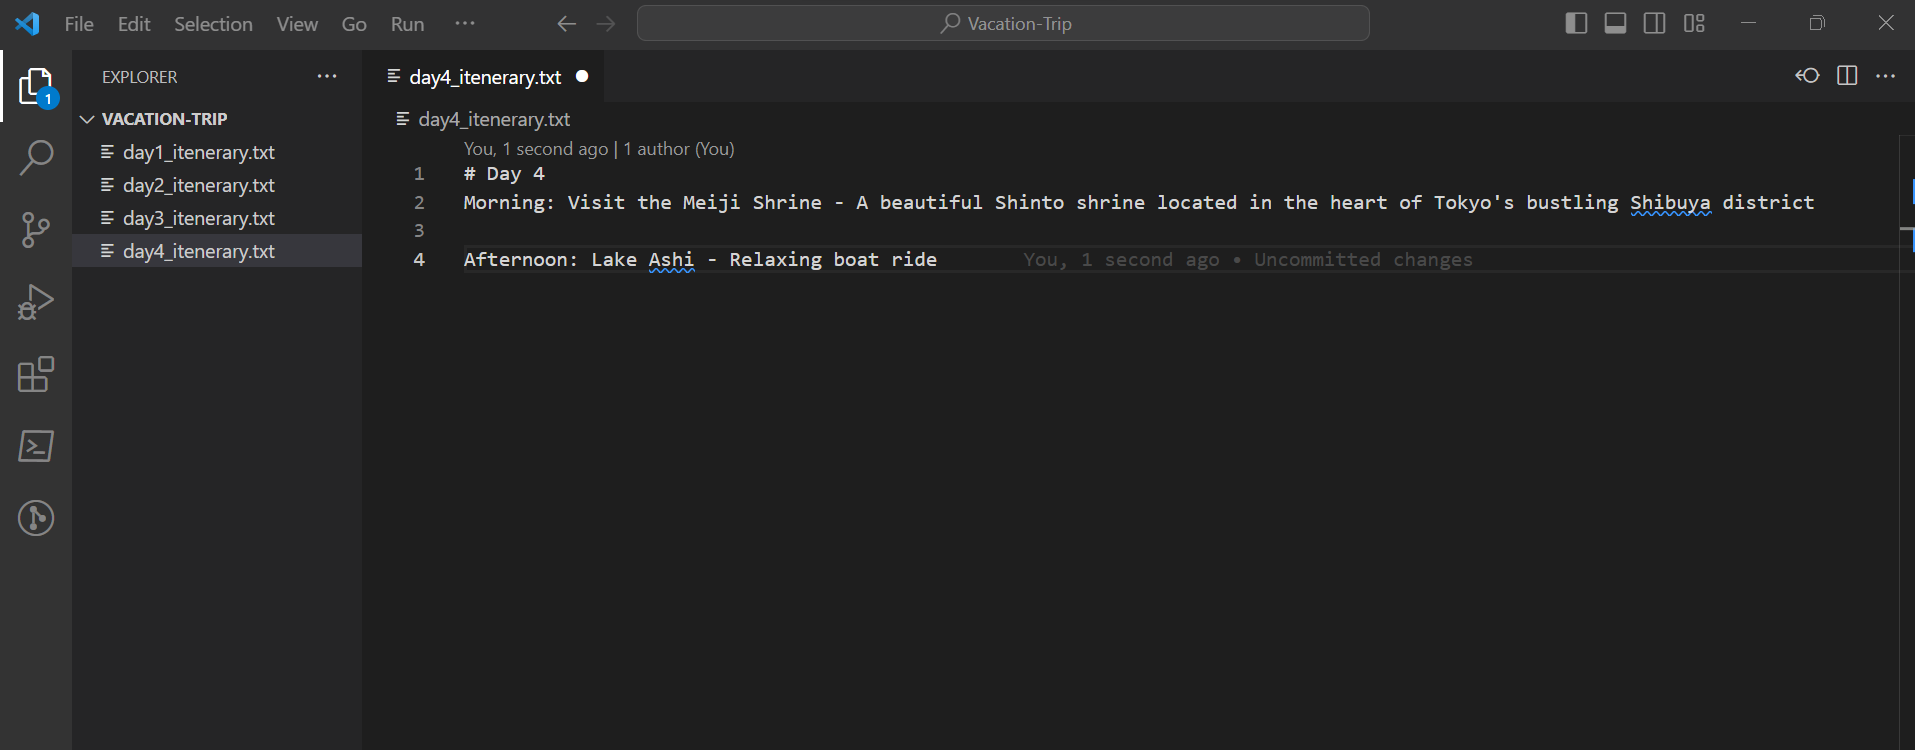 File Edit Selection View Go Run ··· Vacation-Trip
EXPLORER ···
1
VACATION-TRIP
day1_itenerary.txt
day2_itenerary.txt
day3_itenerary.txt
day4_itenerary.txt
day4_itenerary.txt
day4_itenerary.txt
You, 1 second ago | 1 author (You)
1 # Day 4
2 Morning: Visit the Meiji Shrine - A beautiful Shinto shrine located in the heart of Tokyo's bustling Shibuya district
3
4 Afternoon: Lake Ashi - Relaxing boat ride You, 1 second ago • Uncommitted changes